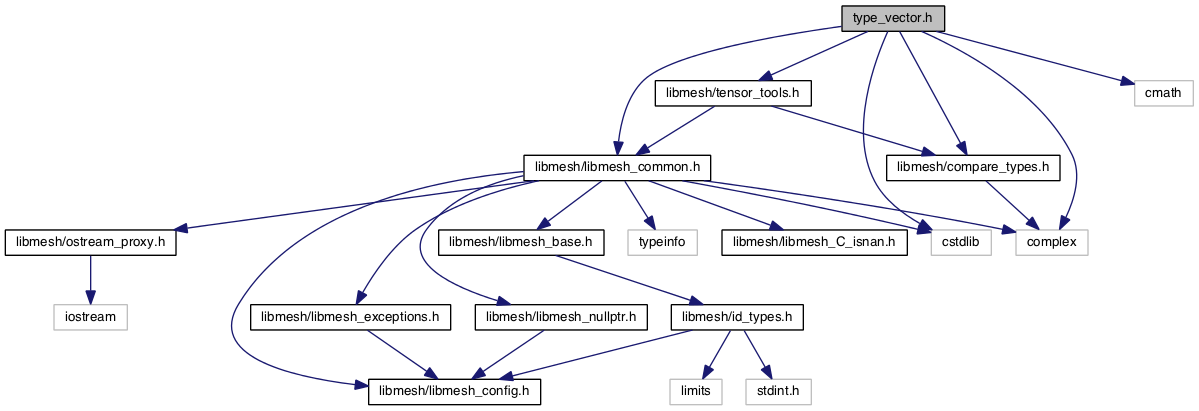 type_vector.h
libmesh/tensor_tools.h
cmath
libmesh/libmesh_common.h
libmesh/compare_types.h
libmesh/ostream_proxy.h
libmesh/libmesh_base.h
typeinfo
libmesh/libmesh_C_isnan.h
cstdlib
complex
iostream
libmesh/libmesh_exceptions.h
libmesh/libmesh_nullptr.h
libmesh/id_types.h
libmesh/libmesh_config.h
limits
stdint.h